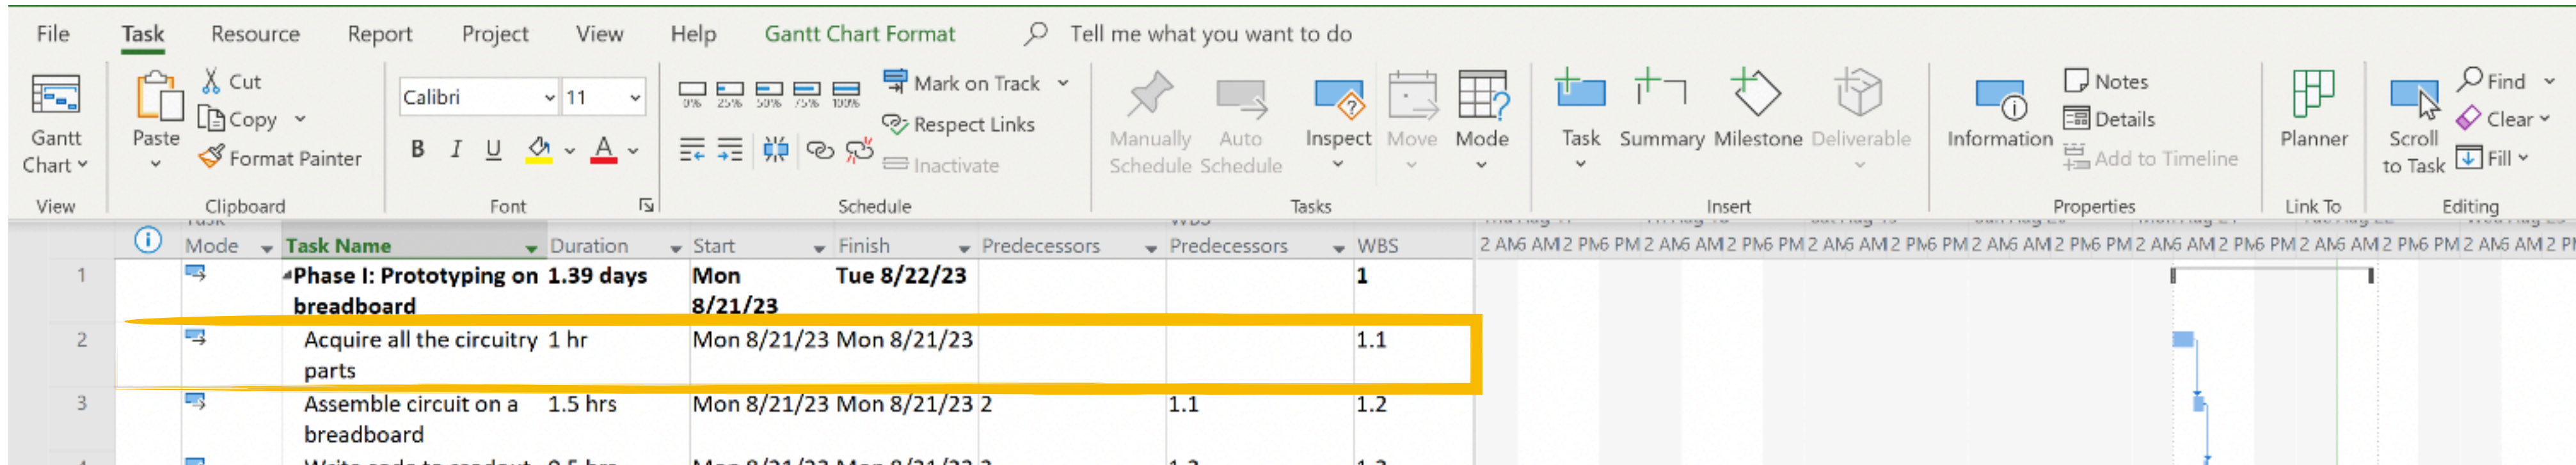 File Task Resource Report Project View Help Gantt Chart Format Tell me what you want to do
Cut
Copy
Format Painter
Gantt Chart
Paste
Calibri 11
B I U A
0% 25% 50% 75% 100%
Mark on Track
Respect Links
Inactivate
Manually Schedule
Auto Schedule
Inspect
Move
Mode
Task
Summary
Milestone
Deliverable
Information
Notes
Details
Add to Timeline
Planner
Scroll to Task
Find
Clear
Fill
View Clipboard Font Schedule Tasks Insert Properties Link To Editing
Mode Task Name Duration Start Finish Predecessors Predecessors WBS 2 AM 6 AM 12 PM 6 PM 2 AM 6 AM 12 PM 6 PM 2 AM 6 AM 12 PM 6 PM 2 AM 6 AM 12 PM 6 PM 2 AM 6 AM 12 PM 6 PM 2 AM 6 AM 12 PM 6 PM 2 AM 6 AM 12 P
1 Phase I: Prototyping on 1.39 days Mon Tue 8/22/23 1
breadboard 8/21/23
2 Acquire all the circuitry 1 hr Mon 8/21/23 Mon 8/21/23 1.1
parts
3 Assemble circuit on a 1.5 hrs Mon 8/21/23 Mon 8/21/23 2 1.1 1.2
breadboard